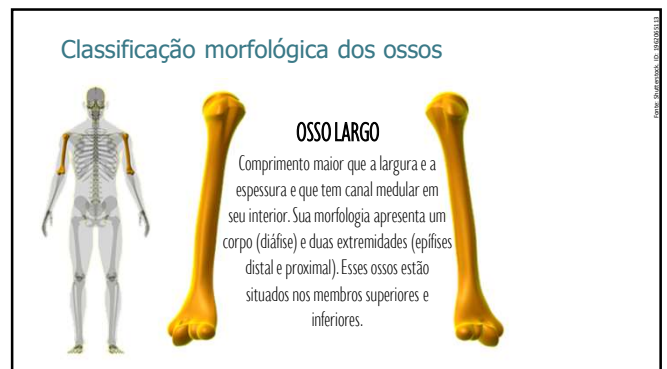 Classificação morfológica dos ossos
Fonte: Shutterstock. ID: 1962065113
OSSO LARGO
Comprimento maior que a largura e a
espessura e que tem canal medular em
seu interior. Sua morfologia apresenta um
corpo (diáfise) e duas extremidades (epífises
distal e proximal). Esses ossos estão
situados nos membros superiores e
inferiores.